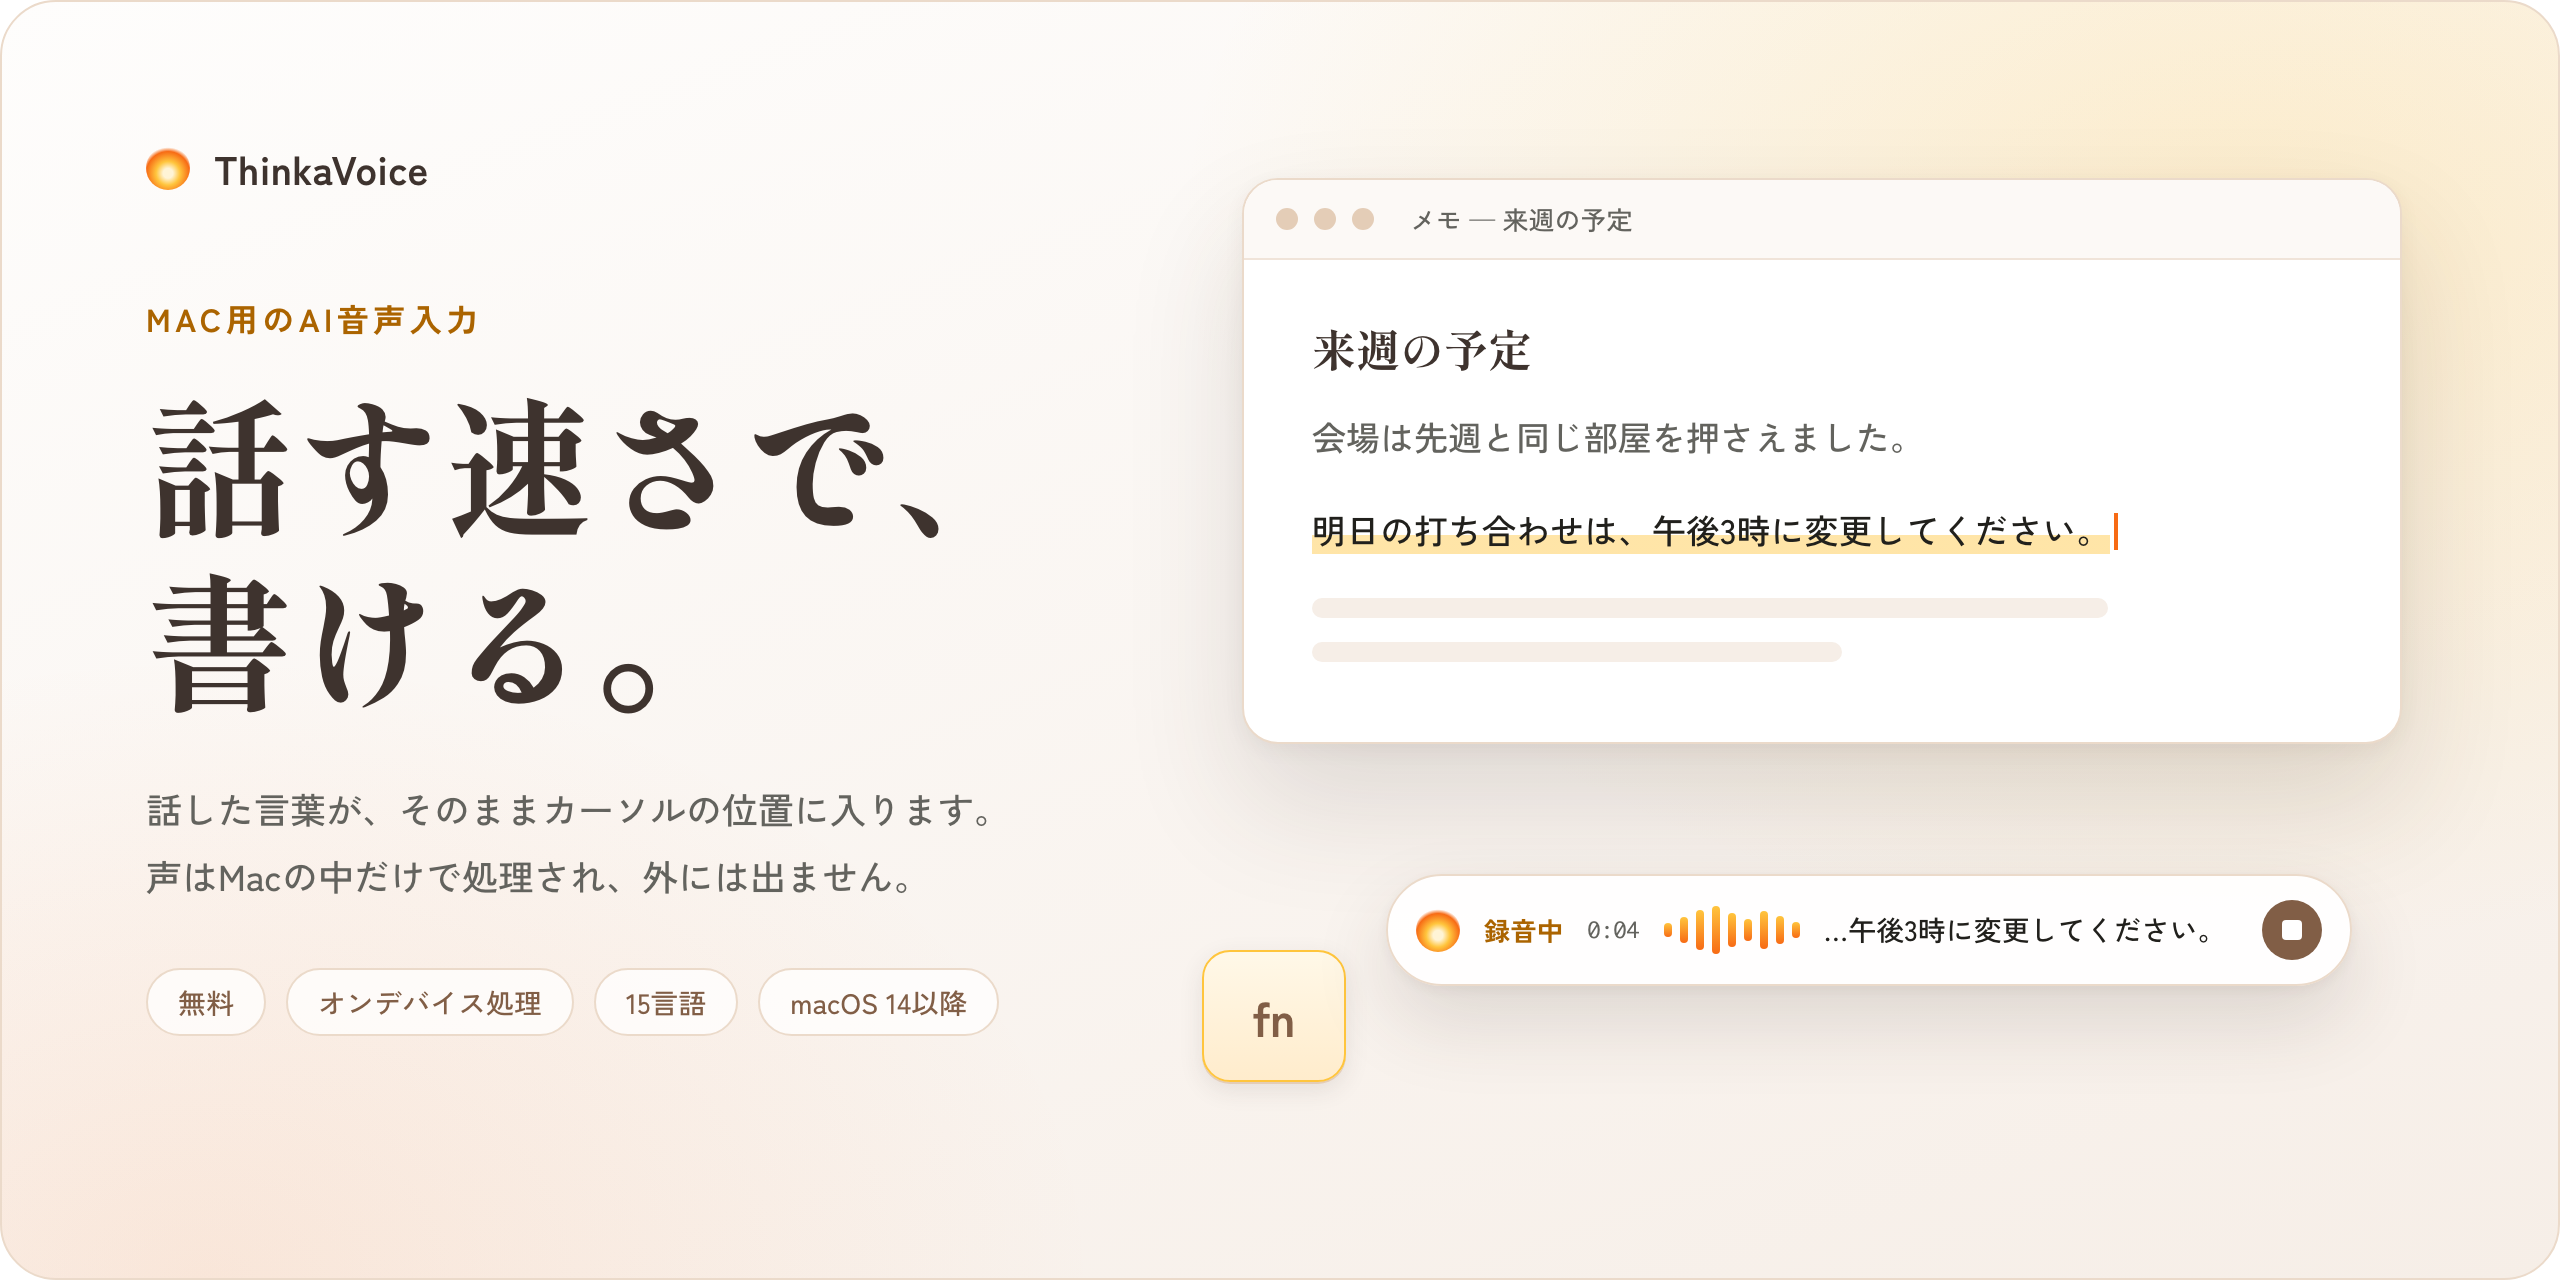 ThinkaVoice
MAC用のAI音声入力
話す速さで、
書ける。
話した言葉が、そのままカーソルの位置に入ります。
声はMacの中だけで処理され、外には出ません。
無料
オンデバイス処理
15言語
macOS 14以降
メモ — 来週の予定
来週の予定
会場は先週と同じ部屋を押さえました。
明日の打ち合わせは、午後3時に変更してください。
fn
録音中 0:04 …午後3時に変更してください。